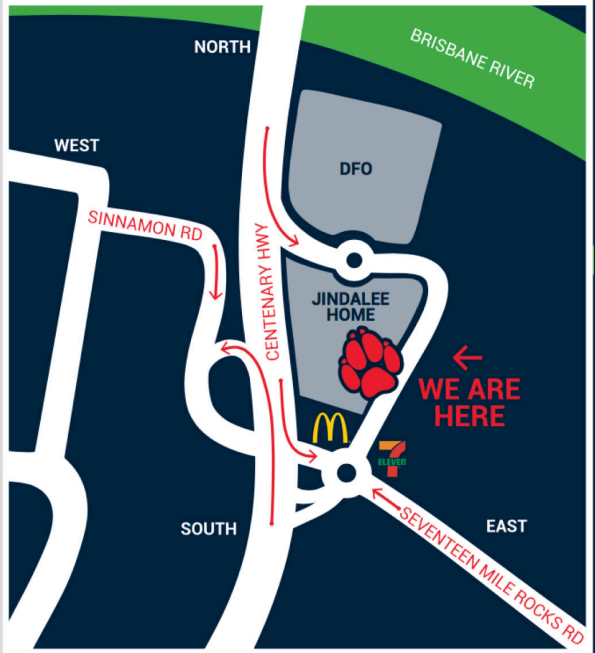 NORTH
BRISBANE RIVER
WEST
DFO
SINNAMON RD
CENTENARY HWY
JINDALEE
HOME
WE ARE
HERE
7
ELEVEN
SOUTH
EAST
SEVENTEEN MILE ROCKS RD